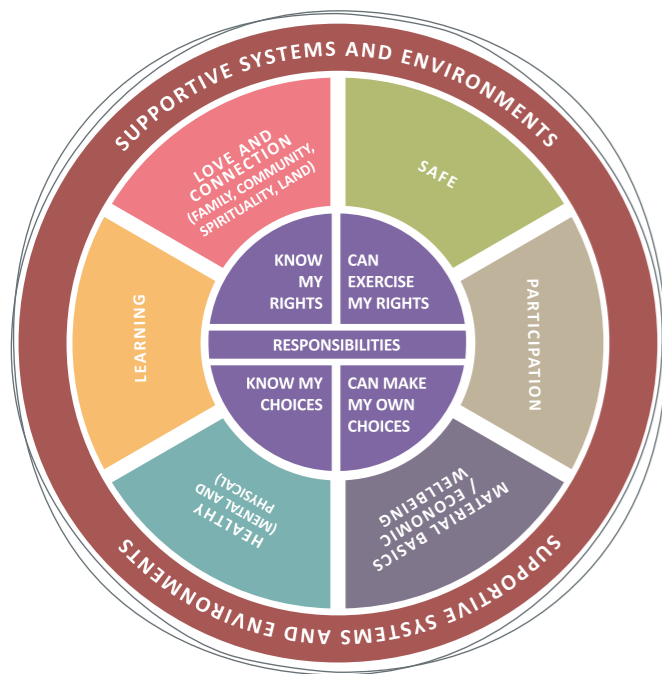 SUPPORTIVE SYSTEMS AND ENVIRONMENTS
LOVE AND
CONNECTION
(FAMILY, COMMUNITY,
SPIRITUALITY, LAND)
SAFE
PARTICIPATION
MATERIAL BASICS
/ ECONOMIC
WELLBEING
HEALTHY
(MENTAL AND
PHYSICAL)
LEARNING
KNOW
MY
RIGHTS
CAN
EXERCISE
MY RIGHTS
RESPONSIBILITIES
KNOW MY
CHOICES
CAN MAKE
MY OWN
CHOICES
SUPPORTIVE SYSTEMS AND ENVIRONMENTS